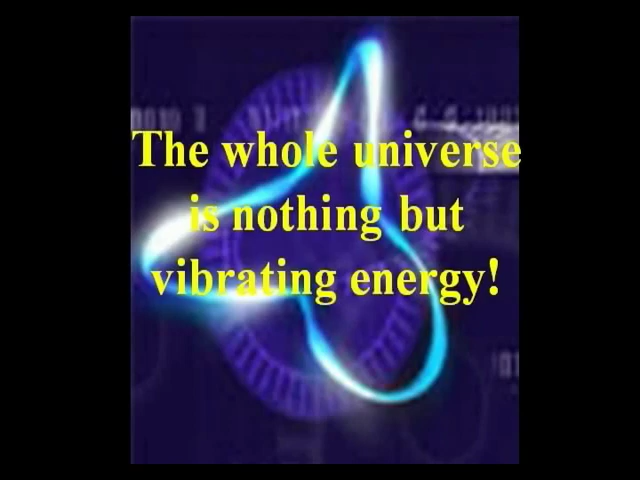 The whole universe
is nothing but
vibrating energy!